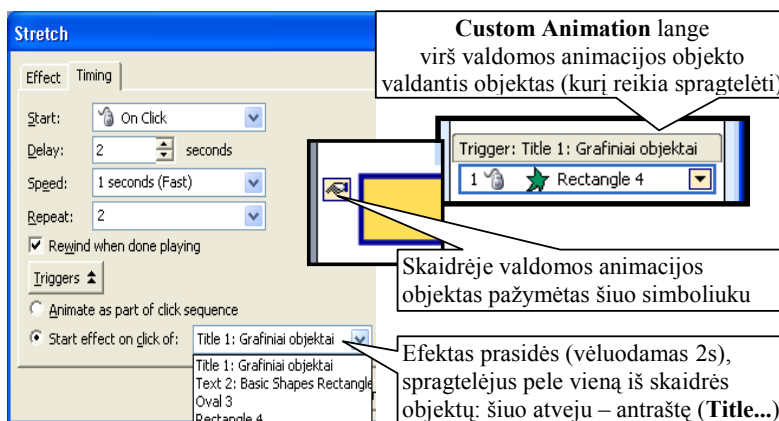 Stretch
Effect
Timing
Start:
On Click
Delay:
2
seconds
Speed:
1 seconds (Fast)
Repeat:
2
Rewind when done playing
Triggers
Animate as part of click sequence
Start effect on click of:
Title 1: Grafiniai objektai
Title 1: Grafiniai objektai
Text 2: Basic Shapes Rectangle
Oval 3
Rectangle 4
Custom Animation lange
virš valdomos animacijos objekto
valdantis objektas (kurį reikia spragtelėti)
Trigger: Title 1: Grafiniai objektai
1
Rectangle 4
Skaidrėje valdomos animacijos
objektas pažymėtas šiuo simboliuku
Efektas prasidės (vėluodamas 2s),
spragtelėjus pele vieną iš skaidrės
objektų: šiuo atveju – antraštę (Title...)